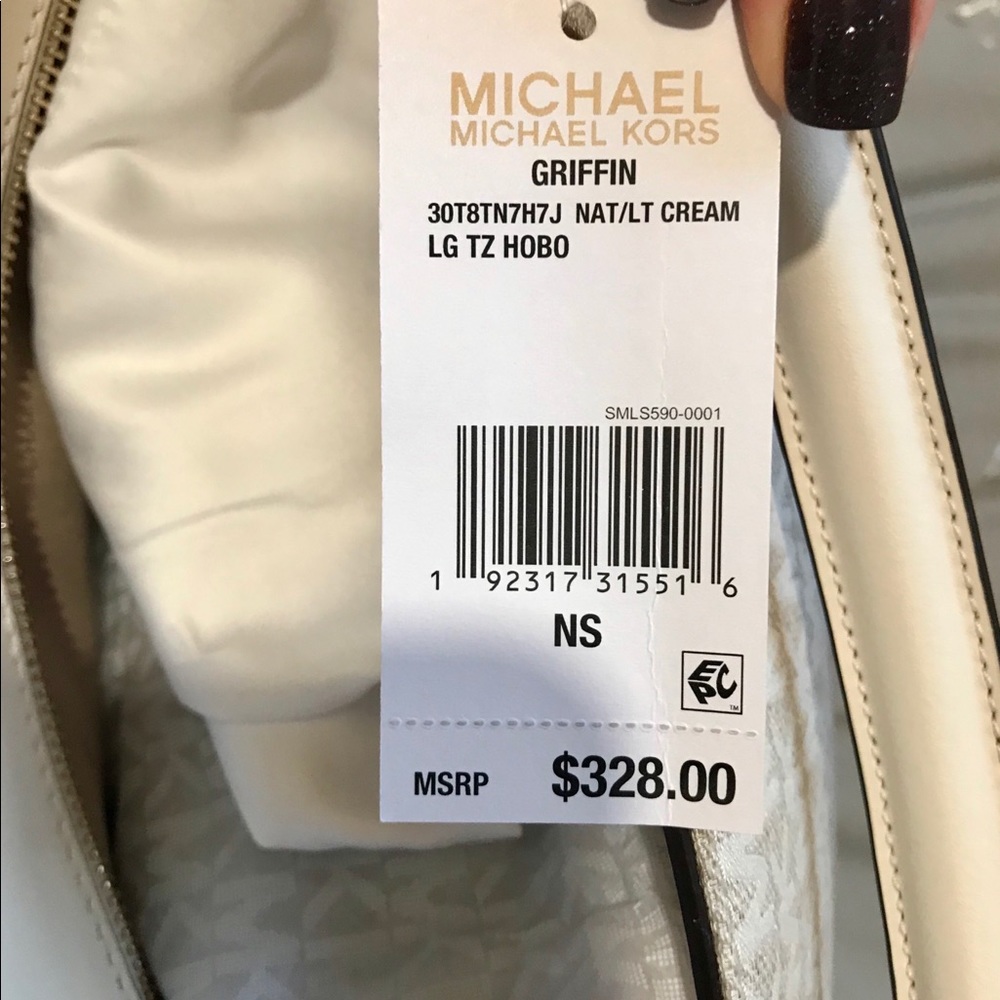 MICHAEL
MICHAEL KORS
GRIFFIN
30T8TN7H7J NAT/LT CREAM
LG TZ HOBO
SMLS590-0001
1 92317 31551 6
NS
EPC
TM
MSRP $328.00